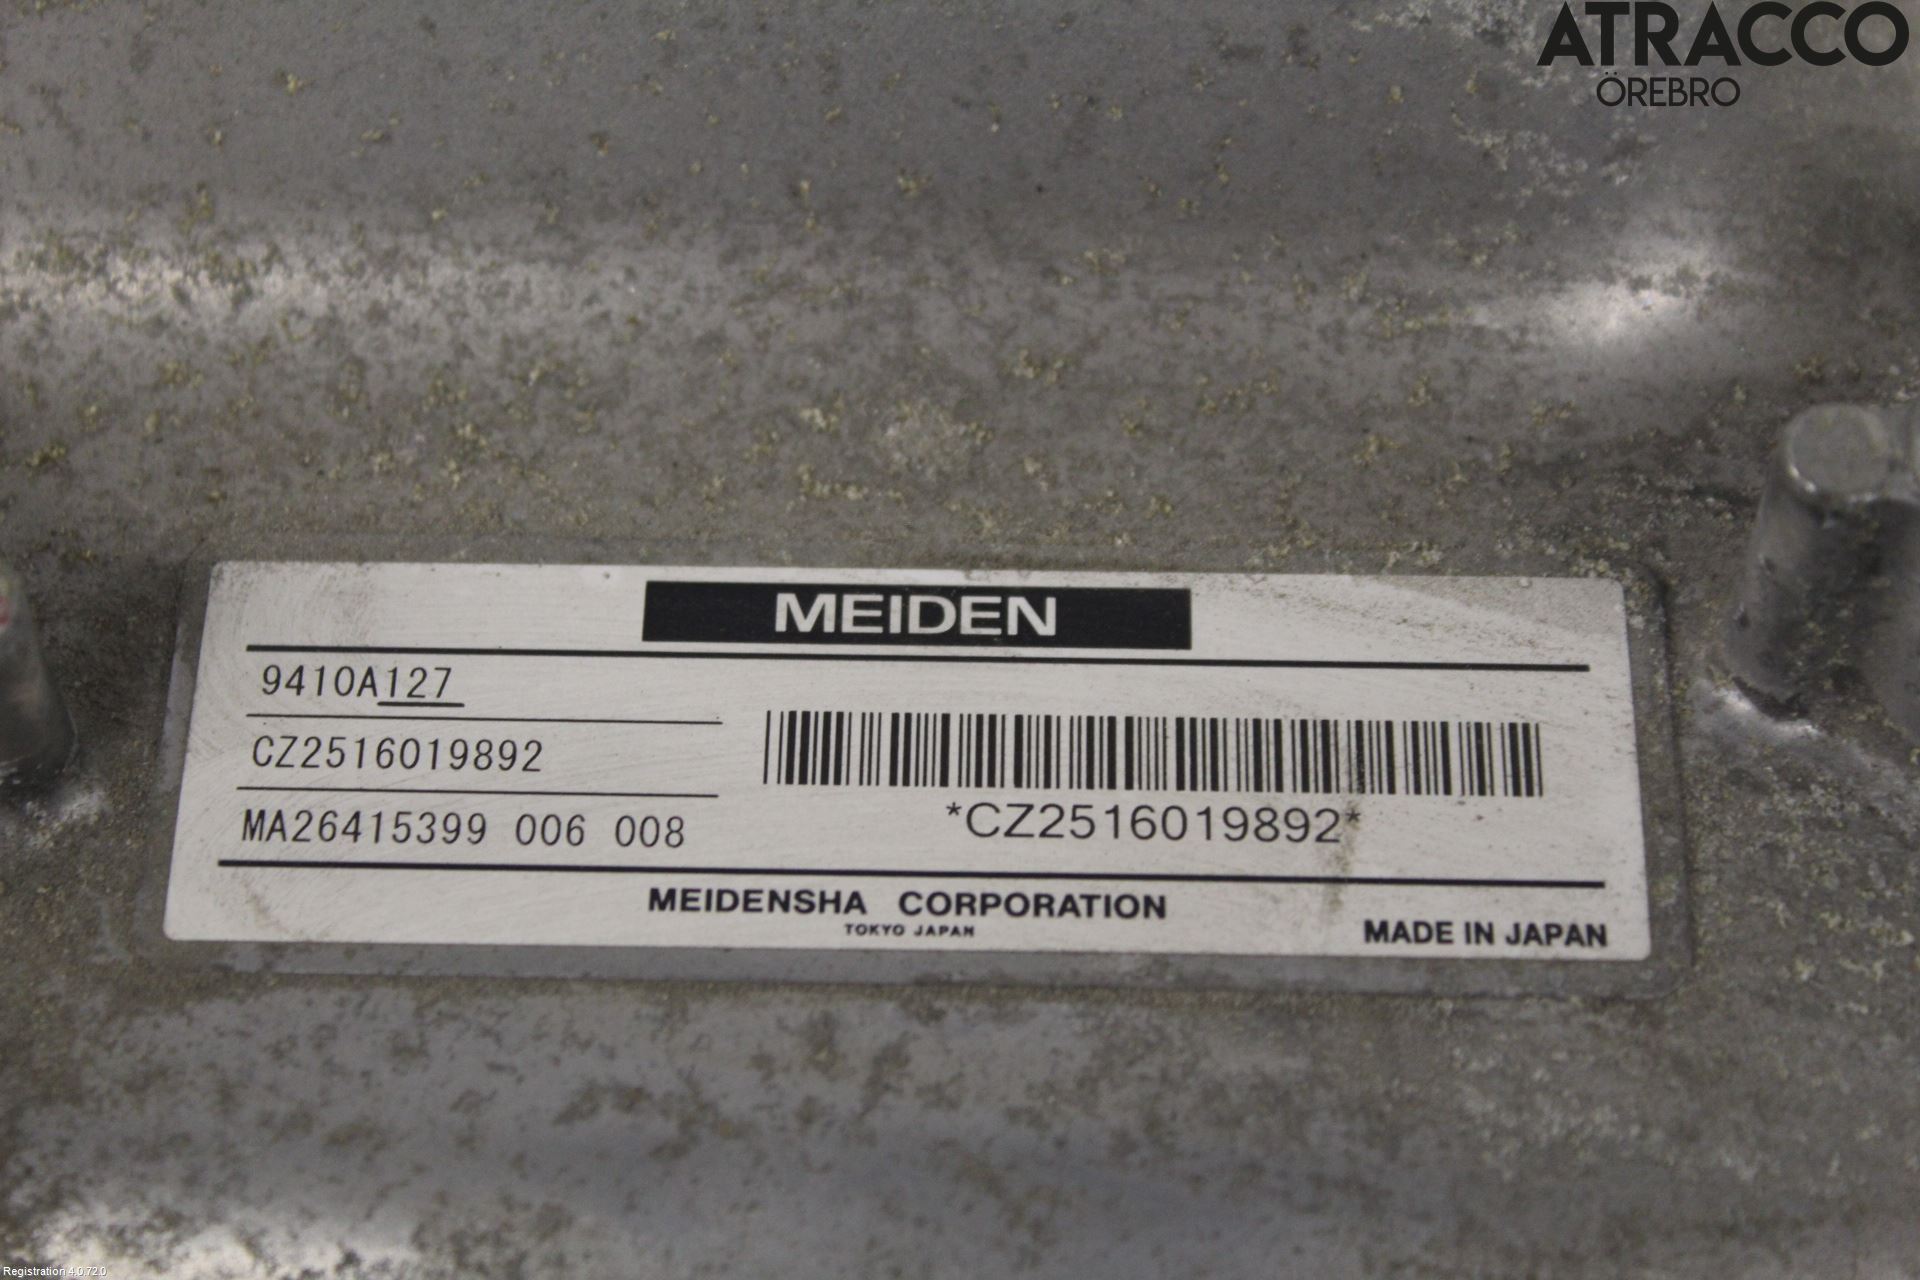 ATRACCO
ÖREBRO
MEIDEN
9410A127
CZ2516019892
MA26415399 006 008
*CZ2516019892*
MEIDENSHA CORPORATION
TOKYO JAPAN
MADE IN JAPAN
Registration 4.0.72.0